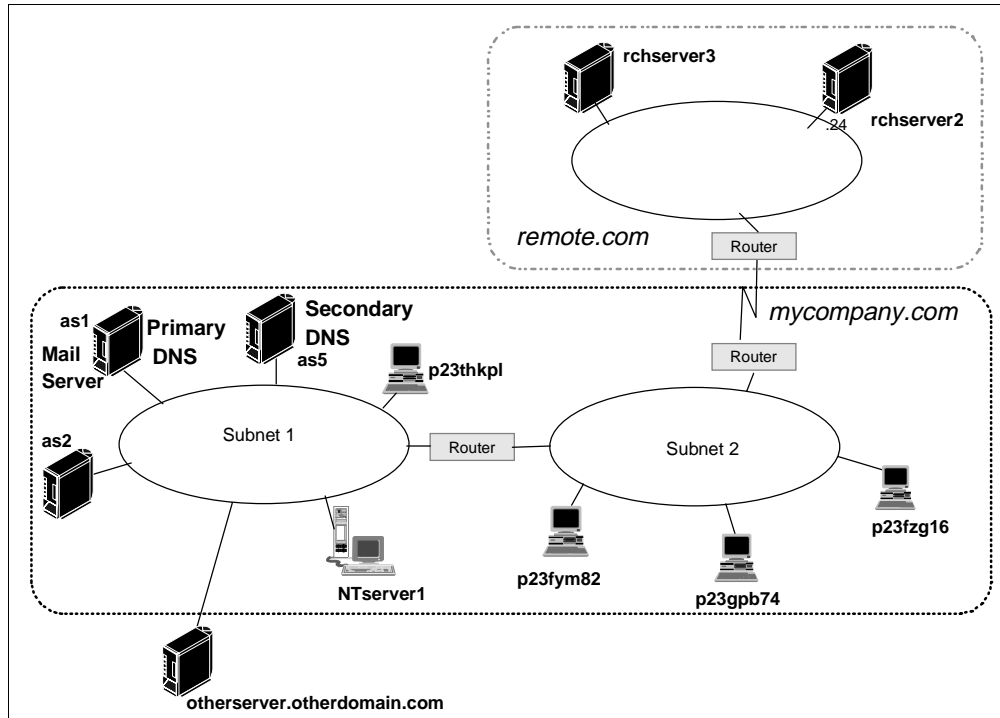 rchserver3
.24
rchserver2
remote.com
Router
mycompany.com
Router
as1
Primary
DNS
Mail
Server
Secondary
DNS
as5
p23thkpl
Subnet 1
Router
Subnet 2
as2
p23fzg16
NTserver1
p23fym82
p23gpb74
otherserver.otherdomain.com